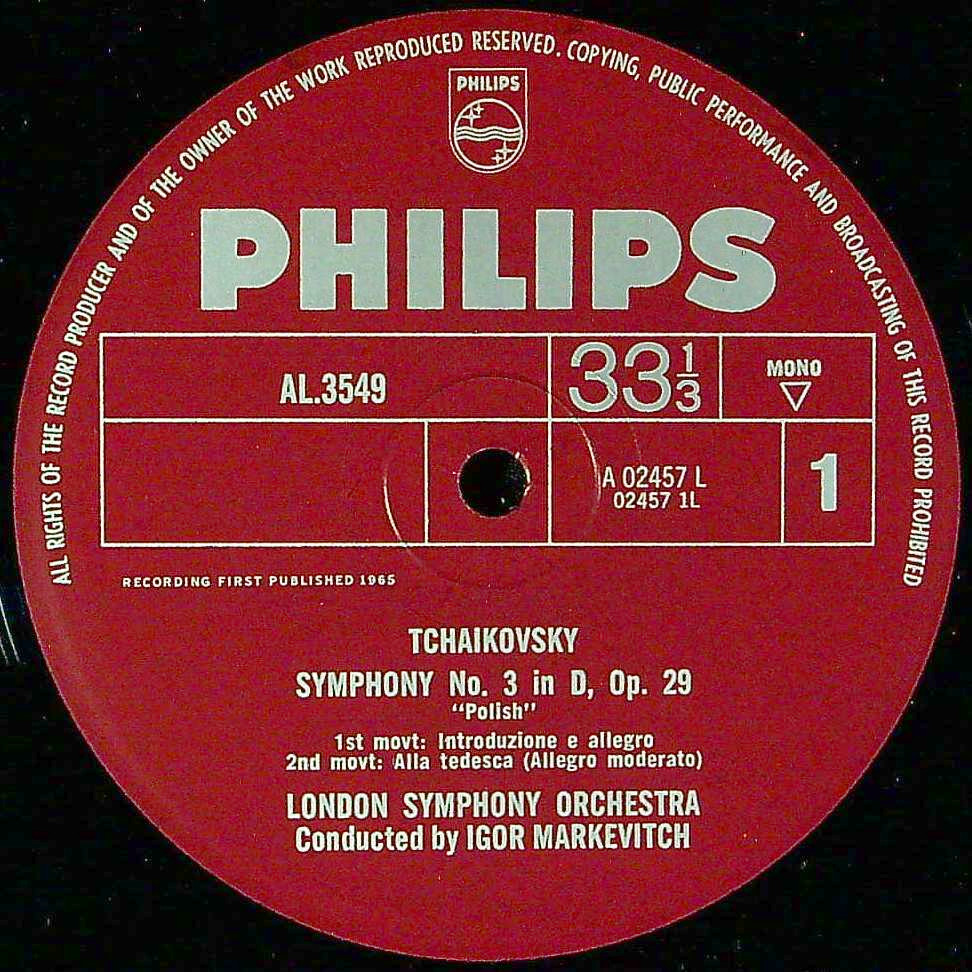 ALL RIGHTS OF THE RECORD PRODUCER AND OF THE OWNER OF THE WORK REPRODUCED RESERVED. COPYING, PUBLIC PERFORMANCE AND BROADCASTING OF THIS RECORD PROHIBITED
PHILIPS
PHILIPS
AL.3549
33 1/3
MONO
A 02457 L
02457 1L
1
RECORDING FIRST PUBLISHED 1965
TCHAIKOVSKY
SYMPHONY No. 3 in D, Op. 29
"Polish"
1st movt: Introduzione e allegro
2nd movt: Alla tedesca (Allegro moderato)
LONDON SYMPHONY ORCHESTRA
Conducted by IGOR MARKEVITCH